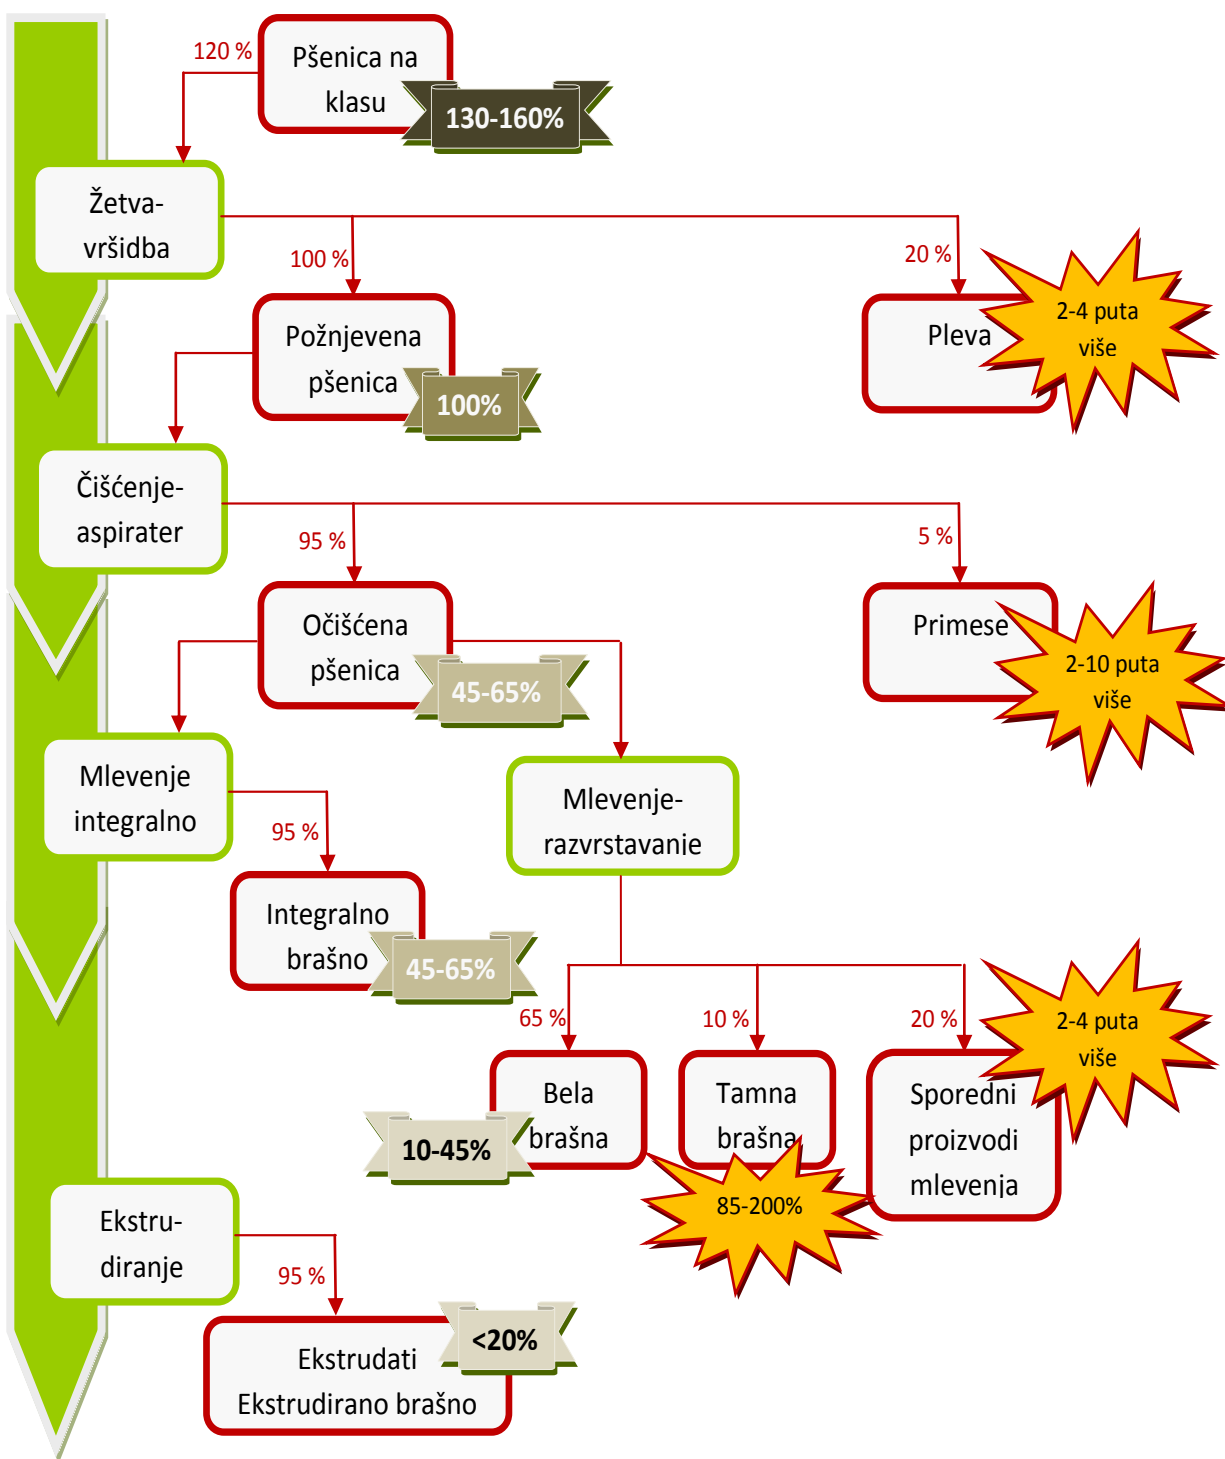 120 %
Pšenica na
klasu
130-160%
Žetva-
vršidba
100 %
20 %
Požnjevena
pšenica
100%
Pleva
2-4 puta
više
Čišćenje-
aspirater
95 %
5 %
Očišćena
pšenica
45-65%
Primese
2-10 puta
više
Mlevenje
integralno
95 %
Mlevenje-
razvrstavanje
Integralno
brašno
45-65%
65 %
10 %
20 %
2-4 puta
više
Bela
brašna
10-45%
Tamna
brašna
85-200%
Sporedni
proizvodi
mlevenja
Ekstru-
diranje
95 %
<20%
Ekstrudati
Ekstrudirano brašno